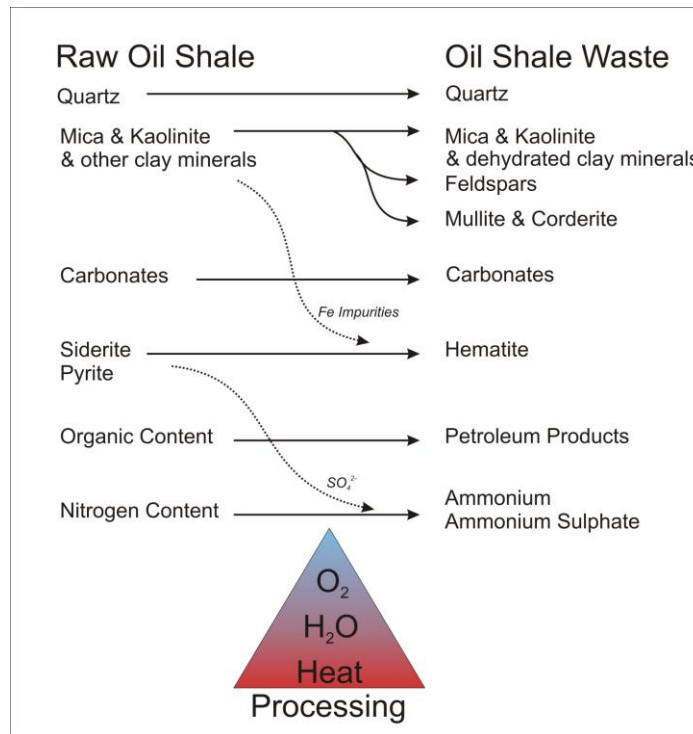 Raw Oil Shale
Oil Shale Waste
Quartz
Quartz
Mica & Kaolinite
& other clay minerals
Mica & Kaolinite
& dehydrated clay minerals
Feldspars
Mullite & Corderite
Carbonates
Carbonates
Fe Impurities
Siderite
Pyrite
Hematite
Organic Content
Petroleum Products
SO₄²⁻
Nitrogen Content
Ammonium
Ammonium Sulphate
O₂
H₂O
Heat
Processing